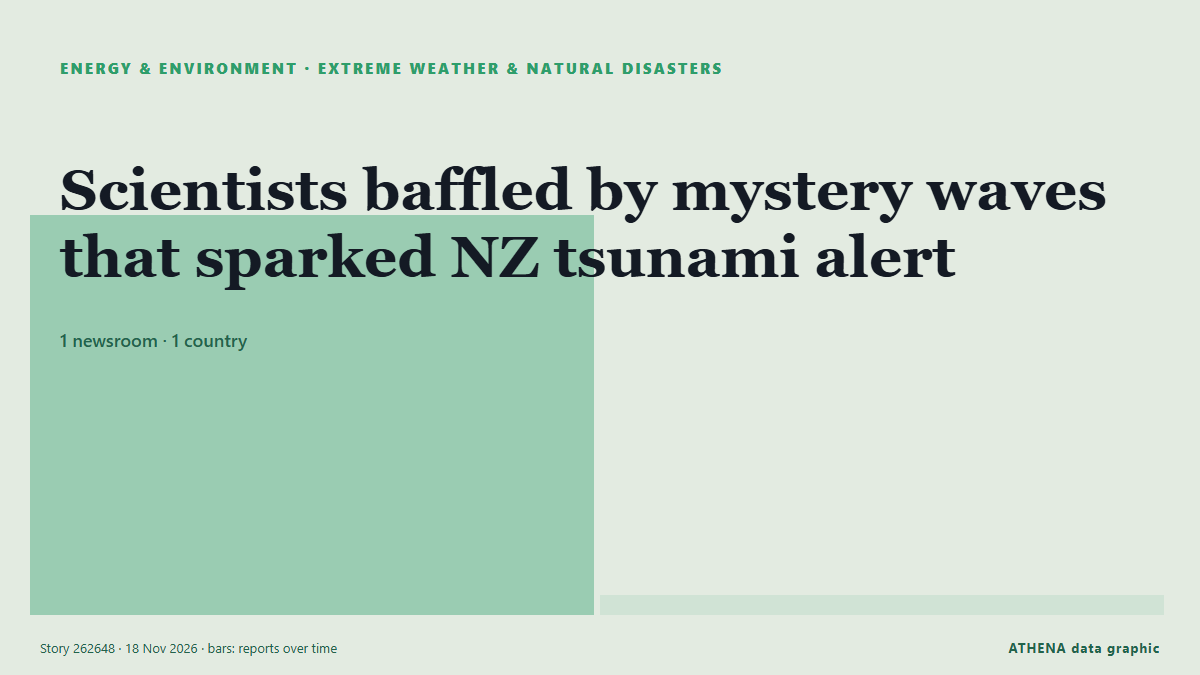 ENERGY & ENVIRONMENT · EXTREME WEATHER & NATURAL DISASTERS
Scientists baffled by mystery waves
that sparked NZ tsunami alert
1 newsroom · 1 country
Story 262648 · 18 Nov 2026 · bars: reports over time
ATHENA data graphic